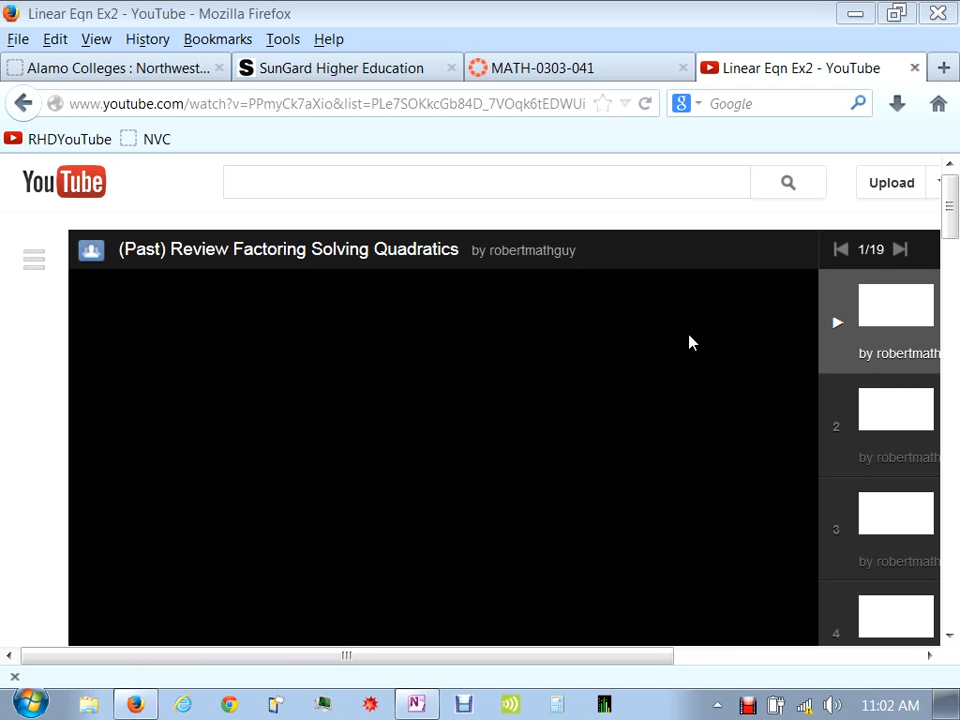 Linear Eqn Ex2 - YouTube - Mozilla Firefox
File Edit View History Bookmarks Tools Help
Alamo Colleges : Northwest... × SunGard Higher Education × MATH-0303-041 × Linear Eqn Ex2 - YouTube × +
www.youtube.com/watch?v=PPmyCk7aXio&list=PLe7SOKkcGb84D_7VOqk6tEDWUi 8 Google
RHDYouTube NVC
YouTube Upload
(Past) Review Factoring Solving Quadratics by robertmathguy 1/19
by robertmath
2
by robertmath
3
by robertmath
4
11:02 AM